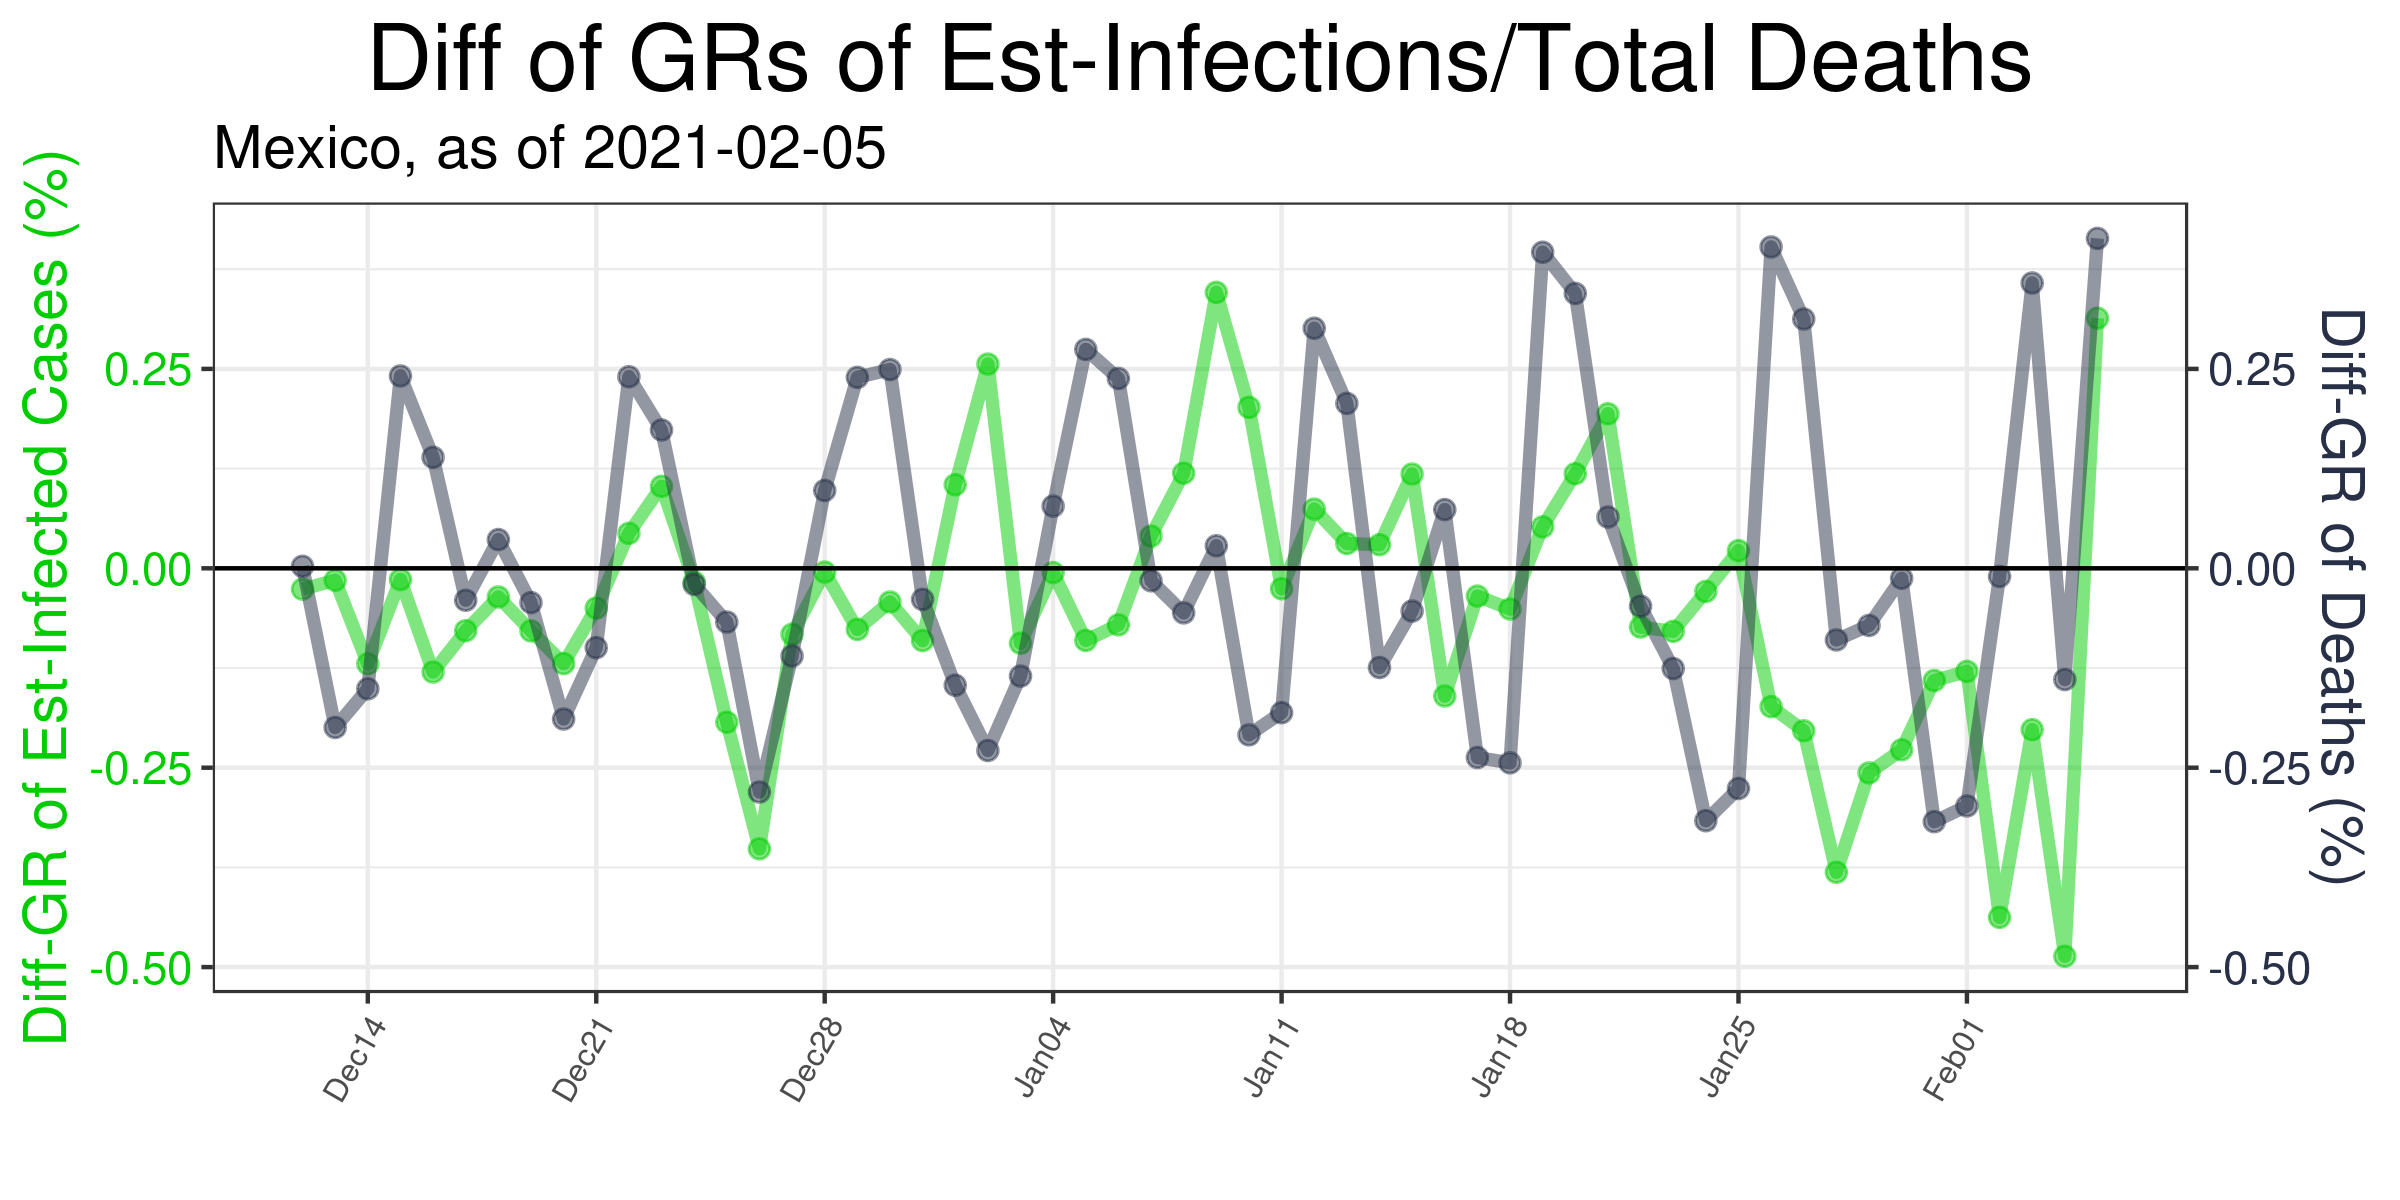 Diff of GRs of Est-Infections/Total Deaths
Mexico, as of 2021-02-05
Diff-GR of Est-Infected Cases (%)
0.25
0.00
-0.25
-0.50
0.25
0.00
-0.25
-0.50
Diff-GR of Deaths (%)
Dec14
Dec21
Dec28
Jan04
Jan11
Jan18
Jan25
Feb01